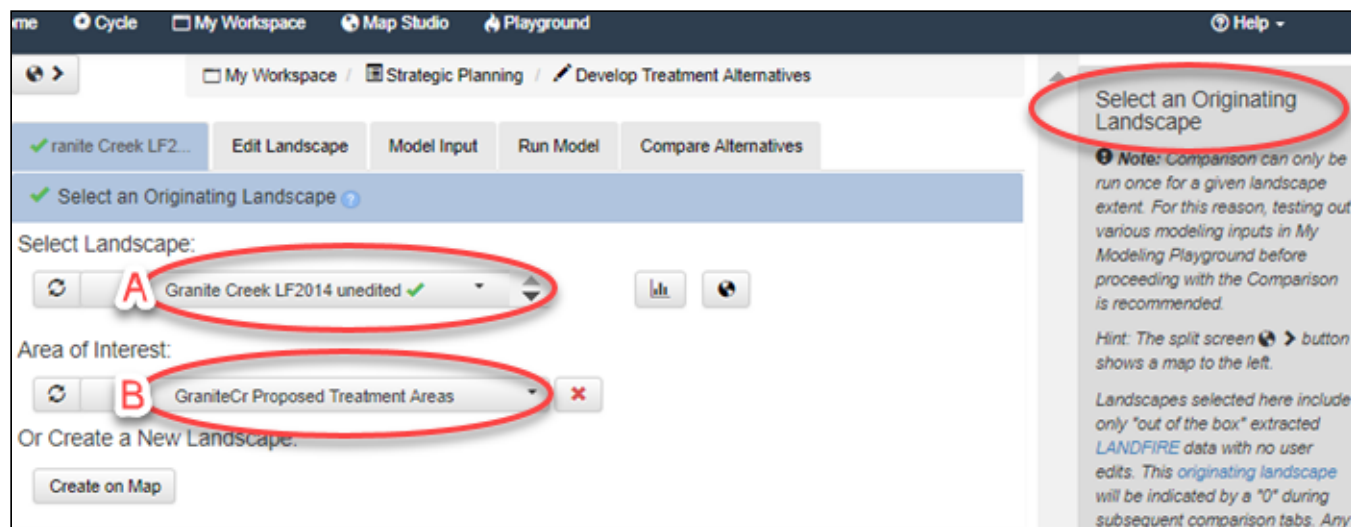 ome Cycle My Workspace Map Studio Playground Help
My Workspace / Strategic Planning / Develop Treatment Alternatives
ranite Creek LF2... Edit Landscape Model Input Run Model Compare Alternatives
Select an Originating Landscape ?
Select Landscape:
A Granite Creek LF2014 unedited
Area of Interest:
B GraniteCr Proposed Treatment Areas
Or Create a New Landscape:
Create on Map
Select an Originating
Landscape
Note: Comparison can only be
run once for a given landscape
extent. For this reason, testing out
various modeling inputs in My
Modeling Playground before
proceeding with the Comparison
is recommended.
Hint: The split screen > button
shows a map to the left.
Landscapes selected here include
only "out of the box" extracted
LANDFIRE data with no user
edits. This originating landscape
will be indicated by a "0" during
subsequent comparison tabs. Any